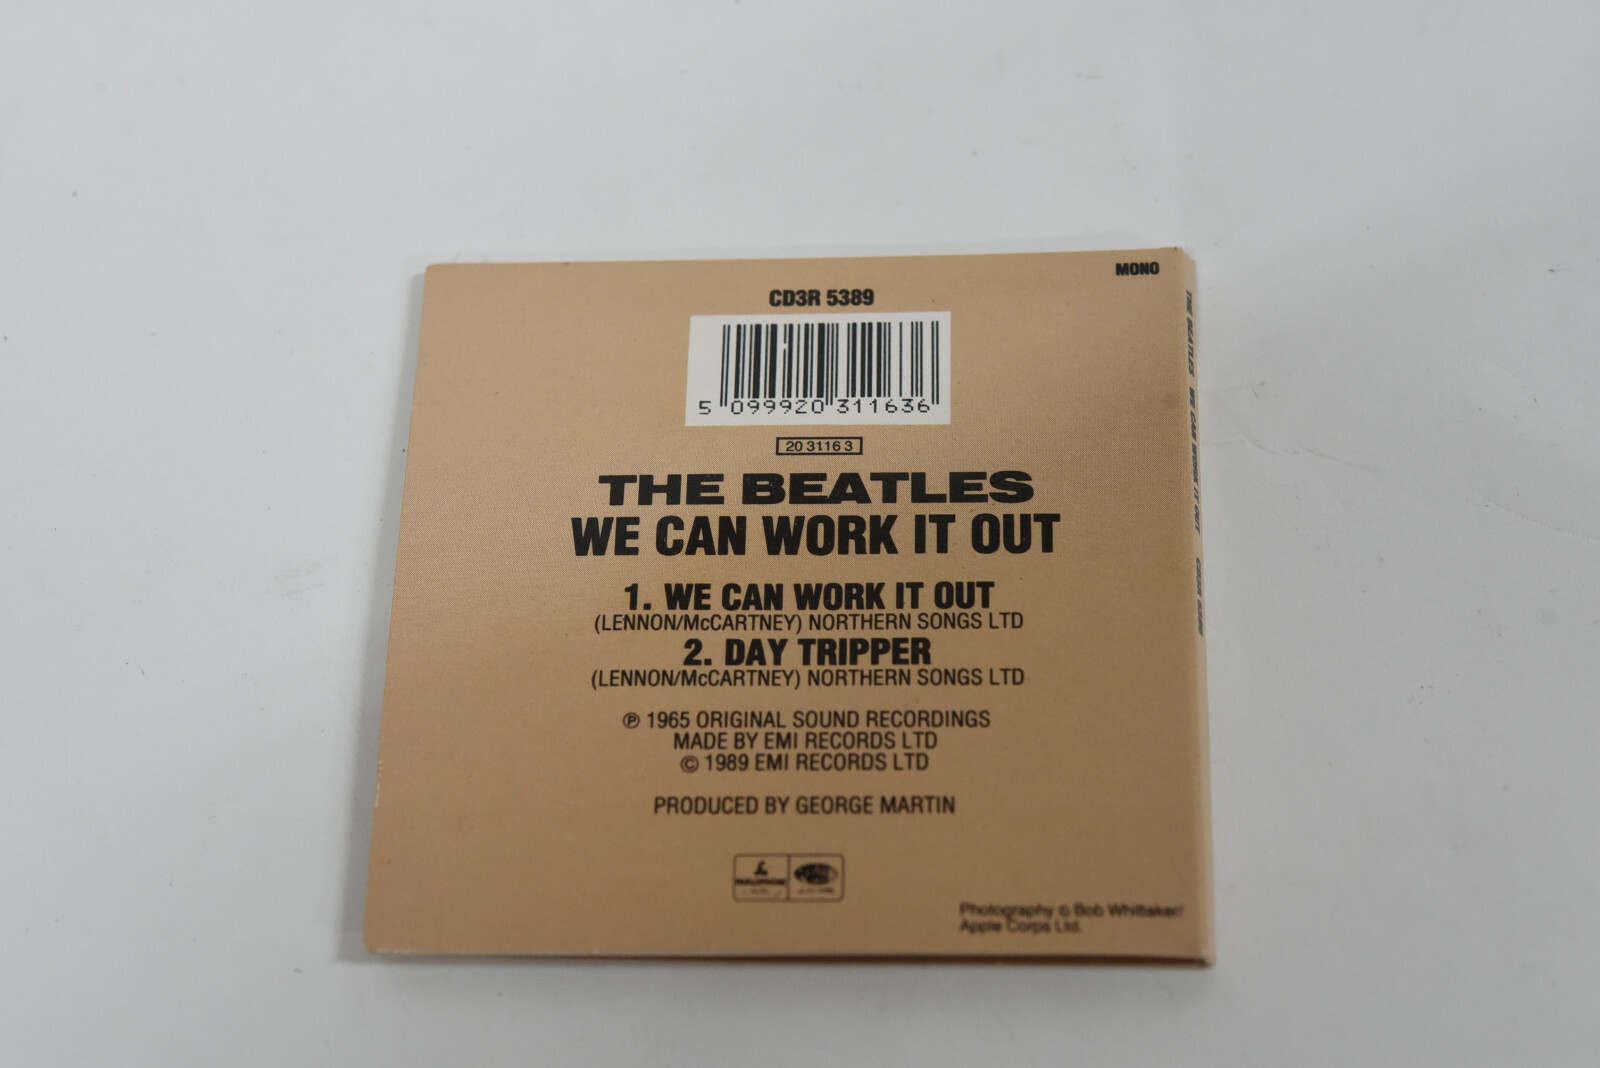 MONO
CD3R 5389
5 099920 311636
20 3116 3
THE BEATLES
WE CAN WORK IT OUT
1. WE CAN WORK IT OUT
(LENNON/McCARTNEY) NORTHERN SONGS LTD
2. DAY TRIPPER
(LENNON/McCARTNEY) NORTHERN SONGS LTD
℗ 1965 ORIGINAL SOUND RECORDINGS
MADE BY EMI RECORDS LTD
© 1989 EMI RECORDS LTD
PRODUCED BY GEORGE MARTIN
PARLOPHONE
Photography © Bob Whittaker/
Apple Corps Ltd.
THE BEATLES WE CAN WORK IT OUT CD3R 5389